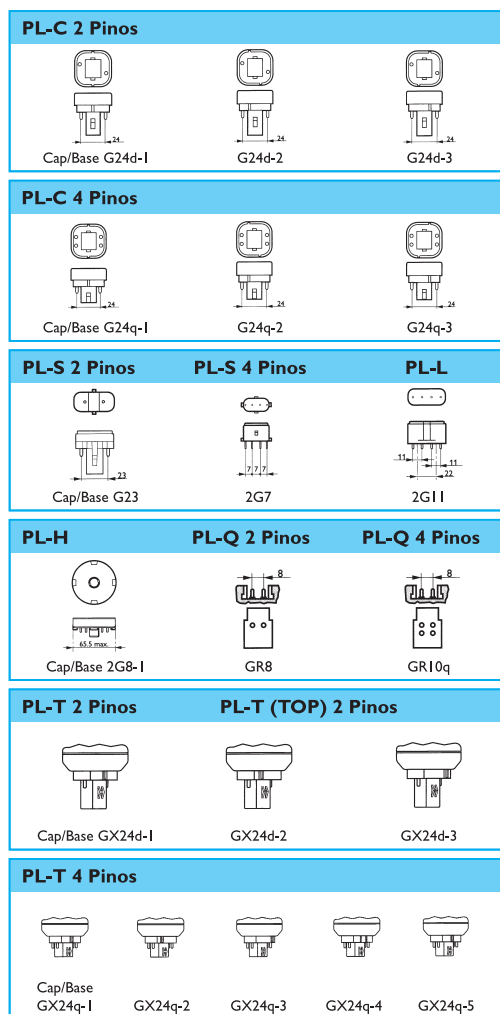 PL-C 2 Pinos
24 24 24
Cap/Base G24d-1 G24d-2 G24d-3
PL-C 4 Pinos
24 24 24
Cap/Base G24q-1 G24q-2 G24q-3
PL-S 2 Pinos PL-S 4 Pinos PL-L
23 7 7 7 11 11 22
Cap/Base G23 2G7 2G11
PL-H PL-Q 2 Pinos PL-Q 4 Pinos
8 8
65.5 max.
Cap/Base 2G8-1 GR8 GR10q
PL-T 2 Pinos PL-T (TOP) 2 Pinos
Cap/Base GX24d-1 GX24d-2 GX24d-3
PL-T 4 Pinos
Cap/Base
GX24q-1 GX24q-2 GX24q-3 GX24q-4 GX24q-5